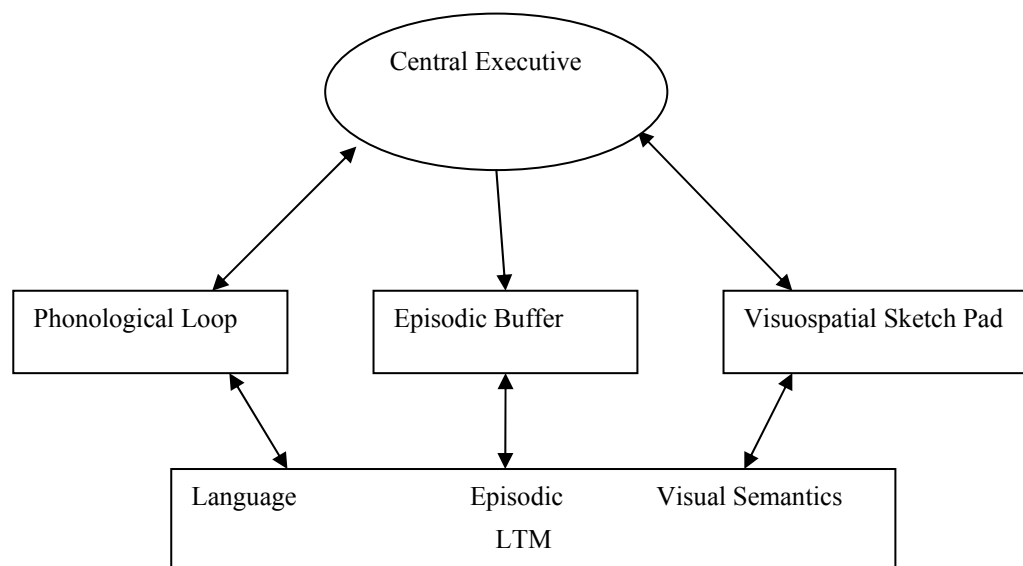 Central Executive
Phonological Loop
Episodic Buffer
Visuospatial Sketch Pad
Language
Episodic
Visual Semantics
LTM